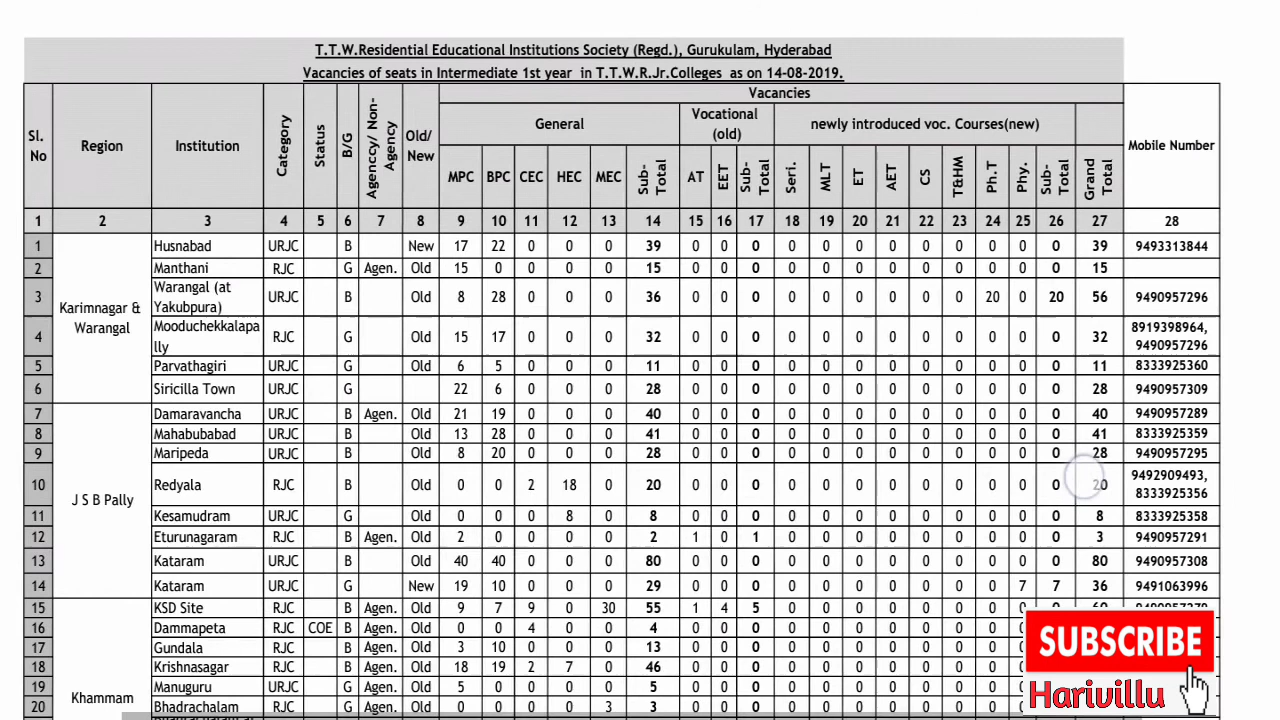 T.T.W.Residential Educational Institutions Society (Regd.), Gurukulam, Hyderabad
Vacancies of seats in Intermediate 1st year in T.T.W.R.Jr.Colleges as on 14-08-2019.
Sl. No Region Institution Category Status B/G Agenccy/ Non-Agency Old/ New Vacancies Mobile Number
General Vocational (old) newly introduced voc. Courses(new) Grand Total
MPC BPC CEC HEC MEC Sub-Total AT EET Sub-Total Seri. MLT ET AET CS T&HM Ph.T Phy. Sub-Total
1 2 3 4 5 6 7 8 9 10 11 12 13 14 15 16 17 18 19 20 21 22 23 24 25 26 27 28
Karimnagar & Warangal
1 Husnabad URJC B New 17 22 0 0 0 39 0 0 0 0 0 0 0 0 0 0 0 0 39 9493313844
2 Manthani RJC G Agen. Old 15 0 0 0 0 15 0 0 0 0 0 0 0 0 0 0 0 0 15
3 Warangal (at Yakubpura) URJC B Old 8 28 0 0 0 36 0 0 0 0 0 0 0 0 0 20 0 20 56 9490957296
4 Mooduchekkalapa lly RJC G Old 15 17 0 0 0 32 0 0 0 0 0 0 0 0 0 0 0 0 32 8919398964, 9490957296
5 Parvathagiri URJC G Old 6 5 0 0 0 11 0 0 0 0 0 0 0 0 0 0 0 0 11 8333925360
6 Siricilla Town URJC G 22 6 0 0 0 28 0 0 0 0 0 0 0 0 0 0 0 0 28 9490957309
J S B Pally
7 Damaravancha URJC B Agen. Old 21 19 0 0 0 40 0 0 0 0 0 0 0 0 0 0 0 0 40 9490957289
8 Mahabubabad URJC B Old 13 28 0 0 0 41 0 0 0 0 0 0 0 0 0 0 0 0 41 8333925359
9 Maripeda URJC B Old 8 20 0 0 0 28 0 0 0 0 0 0 0 0 0 0 0 0 28 9490957295
10 Redyala RJC B Old 0 0 2 18 0 20 0 0 0 0 0 0 0 0 0 0 0 0 20 9492909493, 8333925356
11 Kesamudram URJC G Old 0 0 0 8 0 8 0 0 0 0 0 0 0 0 0 0 0 0 8 8333925358
12 Eturunagaram RJC B Agen. Old 2 0 0 0 0 2 1 0 1 0 0 0 0 0 0 0 0 0 3 9490957291
13 Kataram URJC B Old 40 40 0 0 0 80 0 0 0 0 0 0 0 0 0 0 0 0 80 9490957308
14 Kataram URJC G New 19 10 0 0 0 29 0 0 0 0 0 0 0 0 0 0 7 7 36 9491063996
Khammam
15 KSD Site RJC B Agen. Old 9 7 9 0 30 55 1 4 5 0 0 0 0 0 0 0
16 Dammapeta RJC COE B Agen. Old 0 0 4 0 0 4 0 0 0 0 0 0 0 0 0 0
17 Gundala RJC B Agen. Old 3 10 0 0 0 13 0 0 0 0 0 0 0 0 0 0
18 Krishnasagar RJC B Agen. Old 18 19 2 7 0 46 0 0 0 0 0 0 0 0 0 0
19 Manuguru URJC G Agen. Old 5 0 0 0 0 5 0 0 0 0 0 0 0 0 0 0
20 Bhadrachalam RJC G Agen. Old 0 0 0 0 3 3 0 0 0 0 0 0 0 0 0 0
SUBSCRIBE
Harivillu